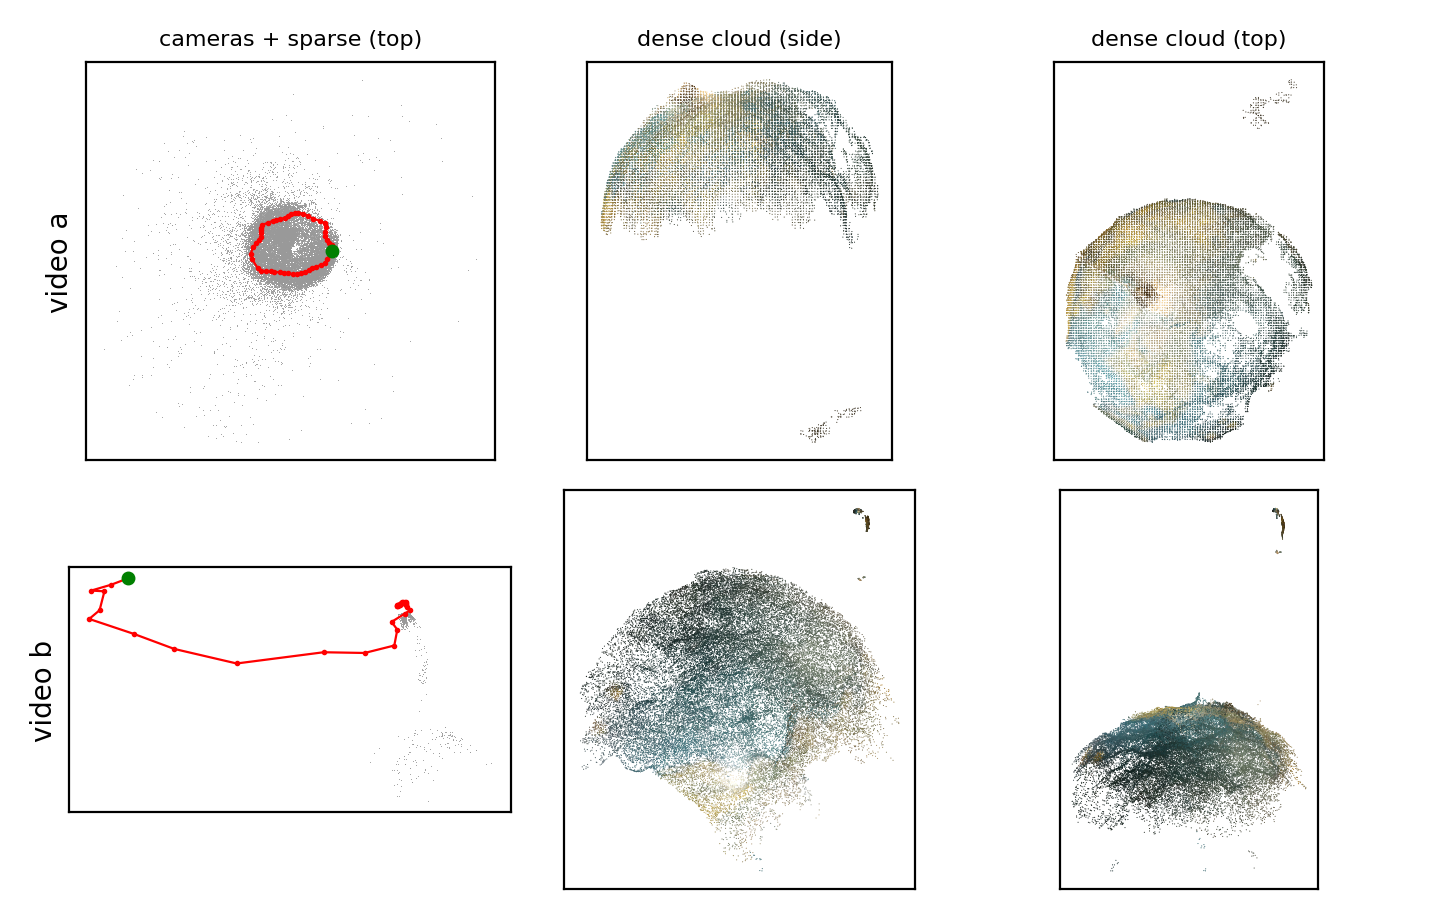 cameras + sparse (top)
dense cloud (side)
dense cloud (top)
video a
video b